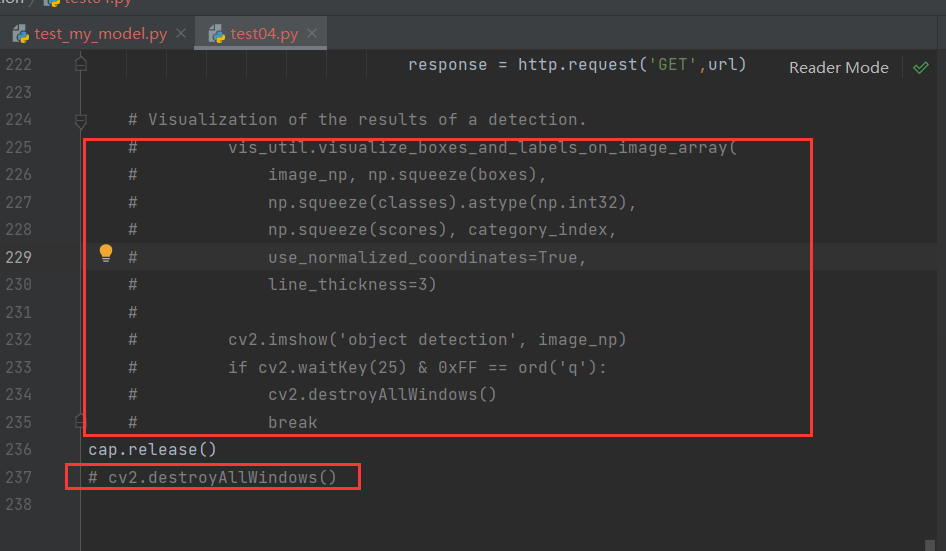 test04.py
test_my_model.py
test04.py
Reader Mode
222 response = http.request('GET',url)
223
224 # Visualization of the results of a detection.
225 # vis_util.visualize_boxes_and_labels_on_image_array(
226 # image_np, np.squeeze(boxes),
227 # np.squeeze(classes).astype(np.int32),
228 # np.squeeze(scores), category_index,
229 # use_normalized_coordinates=True,
230 # line_thickness=3)
231 #
232 # cv2.imshow('object detection', image_np)
233 # if cv2.waitKey(25) & 0xFF == ord('q'):
234 # cv2.destroyAllWindows()
235 # break
236 cap.release()
237 # cv2.destroyAllWindows()
238